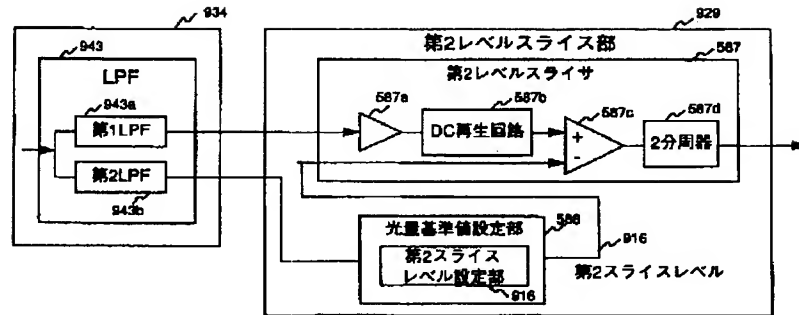 934
943
LPF
943a
第1LPF
第2LPF
943b
929
第2レベルスライス部
587
第2レベルスライサ
587a
587b
DC再生回路
587c
+
-
587d
2分周器
光量基準値設定部
588
第2スライス
レベル設定部
916
916
第2スライスレベル